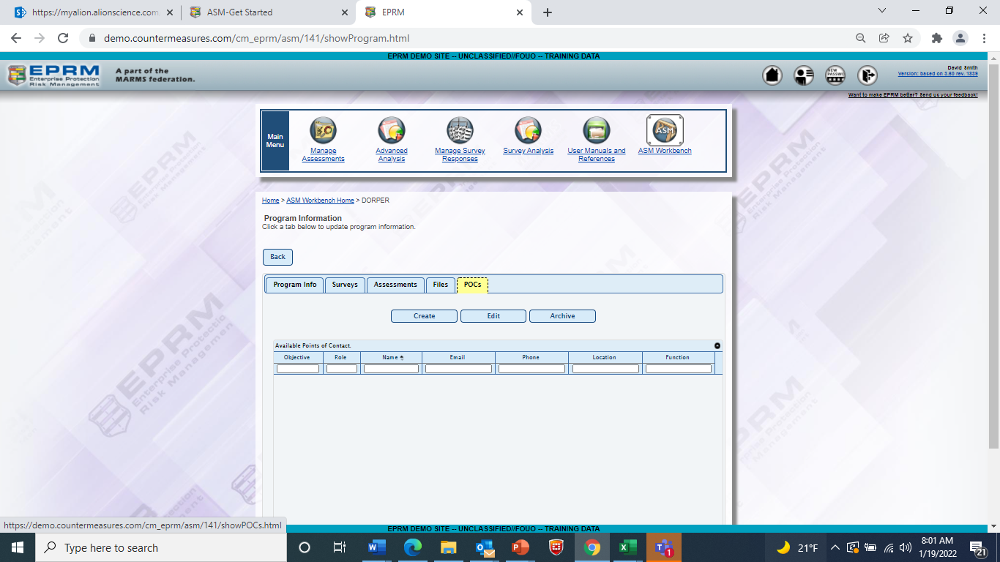 https://myalion.alionscience.com
ASM-Get Started
EPRM
demo.countermeasures.com/cm_eprm/asm/141/showProgram.html
EPRM DEMO SITE -- UNCLASSIFIED//FOUO -- TRAINING DATA
EPRM
Enterprise Protection
Risk Management
A part of the
MARMS federation.
NEW
PASSWO
David Smith
Version: based on 3.60 rev. 1839
Want to make EPRM better? Send us your feedback!
Main
Menu
Manage
Assessments
Advanced
Analysis
Manage Survey
Responses
Survey Analysis
User Manuals and
References
ASM
ASM Workbench
Home > ASM Workbench Home > DORPER
Program Information
Click a tab below to update program information.
Back
Program Info
Surveys
Assessments
Files
POCs
Create
Edit
Archive
Available Points of Contact.
Objective
Role
Name
Email
Phone
Location
Function
https://demo.countermeasures.com/cm_eprm/asm/141/showPOCs.html
EPRM DEMO SITE -- UNCLASSIFIED//FOUO -- TRAINING DATA
Type here to search
1
21°F
8:01 AM
1/19/2022
21